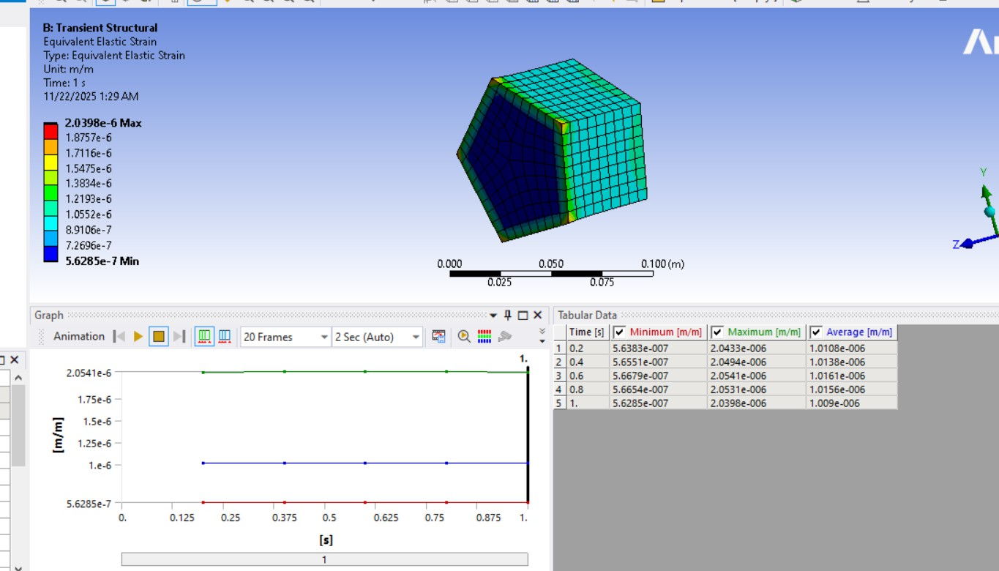 B: Transient Structural
Equivalent Elastic Strain
Type: Equivalent Elastic Strain
Unit: m/m
Time: 1 s
11/22/2025 1:29 AM
2.0398e-6 Max
1.8757e-6
1.7116e-6
1.5475e-6
1.3834e-6
1.2193e-6
1.0552e-6
8.9106e-7
7.2696e-7
5.6285e-7 Min
0.000 0.050 0.100 (m)
0.025 0.075
Y
Z
Graph
Animation 20 Frames 2 Sec (Auto)
1.
2.0541e-6
1.75e-6
1.5e-6
1.25e-6
1.e-6
5.6285e-7
[m/m]
0. 0.125 0.25 0.375 0.5 0.625 0.75 0.875 1.
[s]
1
Tabular Data
Time [s] Minimum [m/m] Maximum [m/m] Average [m/m]
1 0.2 5.6383e-007 2.0433e-006 1.0108e-006
2 0.4 5.6551e-007 2.0494e-006 1.0138e-006
3 0.6 5.6679e-007 2.0541e-006 1.0161e-006
4 0.8 5.6654e-007 2.0531e-006 1.0156e-006
5 1. 5.6285e-007 2.0398e-006 1.009e-006